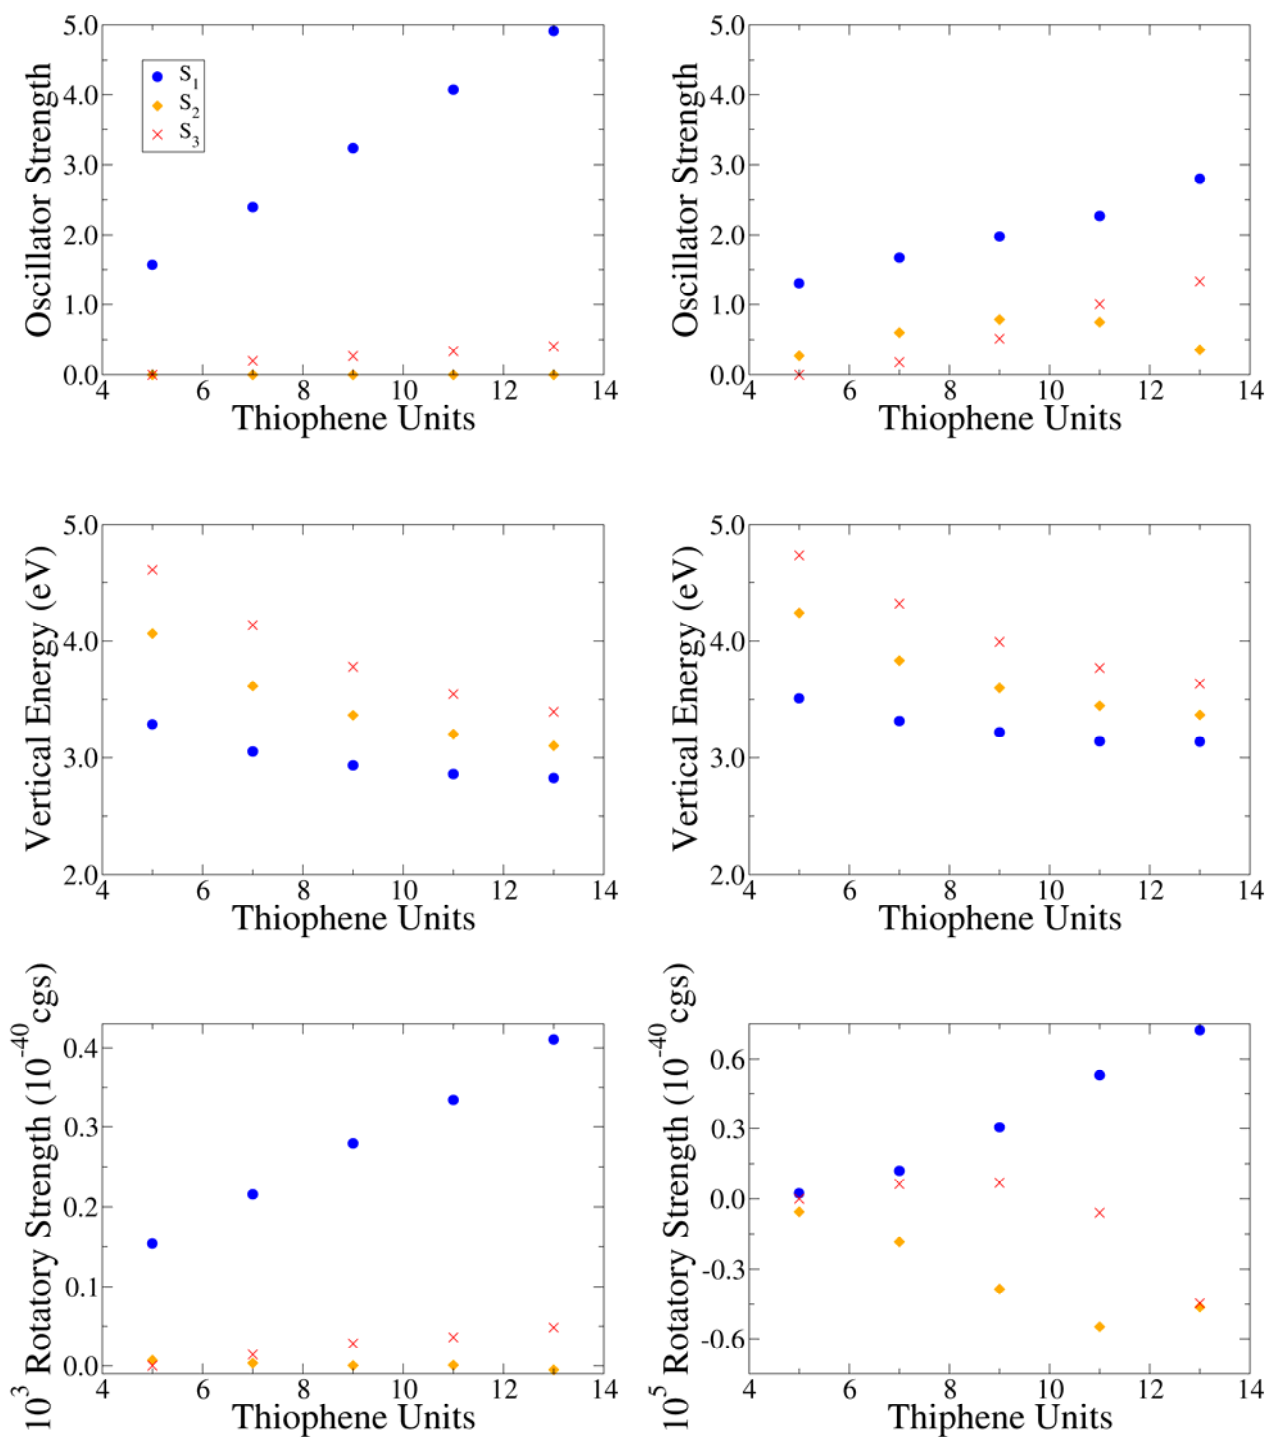 Oscillator Strength
5.0
4.0
3.0
2.0
1.0
0.0
S1
S2
S3
4 6 8 10 12 14
Thiophene Units
Oscillator Strength
5.0
4.0
3.0
2.0
1.0
0.0
4 6 8 10 12 14
Thiophene Units
Vertical Energy (eV)
5.0
4.0
3.0
2.0
4 6 8 10 12 14
Thiophene Units
Vertical Energy (eV)
5.0
4.0
3.0
2.0
4 6 8 10 12 14
Thiophene Units
10³ Rotatory Strength (10⁻⁴⁰ cgs)
0.4
0.3
0.2
0.1
0.0
4 6 8 10 12 14
Thiophene Units
10⁵ Rotatory Strength (10⁻⁴⁰ cgs)
0.6
0.3
0.0
-0.3
-0.6
4 6 8 10 12 14
Thiphene Units